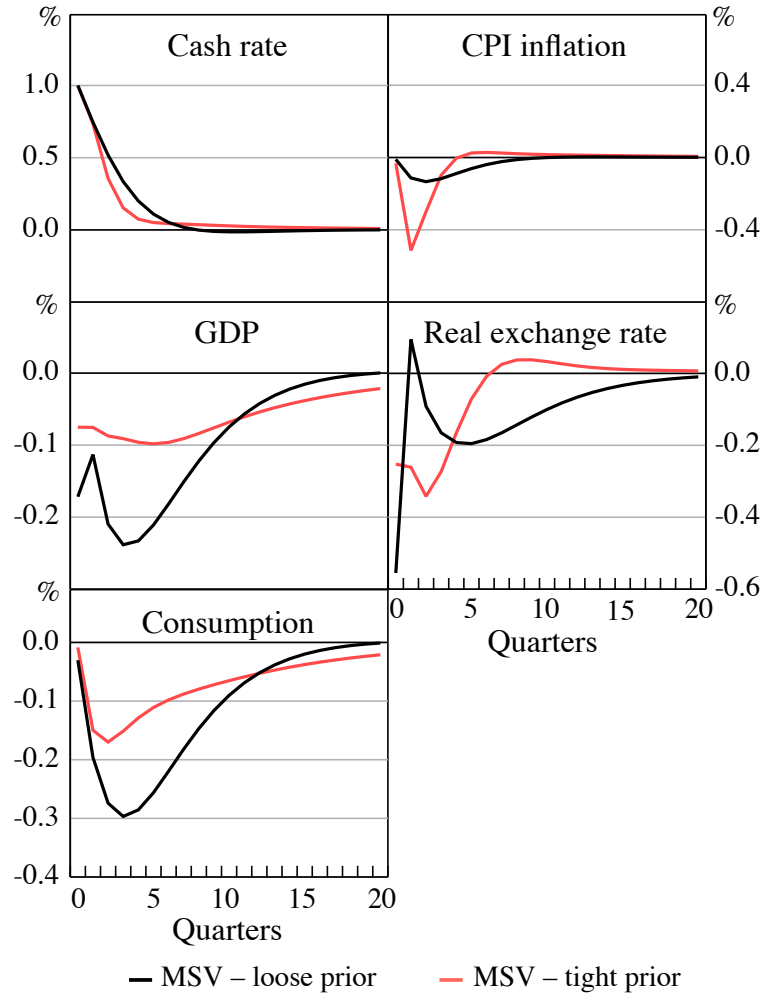 % %
Cash rate CPI inflation
1.0 0.4
0.5 0.0
0.0 -0.4
% %
GDP Real exchange rate
0.0 0.0
-0.1 -0.2
-0.2 -0.4
% -0.6
0 5 10 15 20
Consumption
Quarters
0.0
-0.1
-0.2
-0.3
-0.4
0 5 10 15 20
Quarters
MSV – loose prior MSV – tight prior